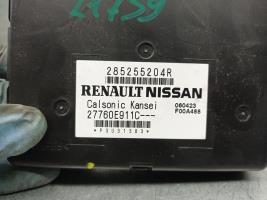 285255204R
RENAULT NISSAN
Calsonic Kansei 060423
27760E911C--- F00A488